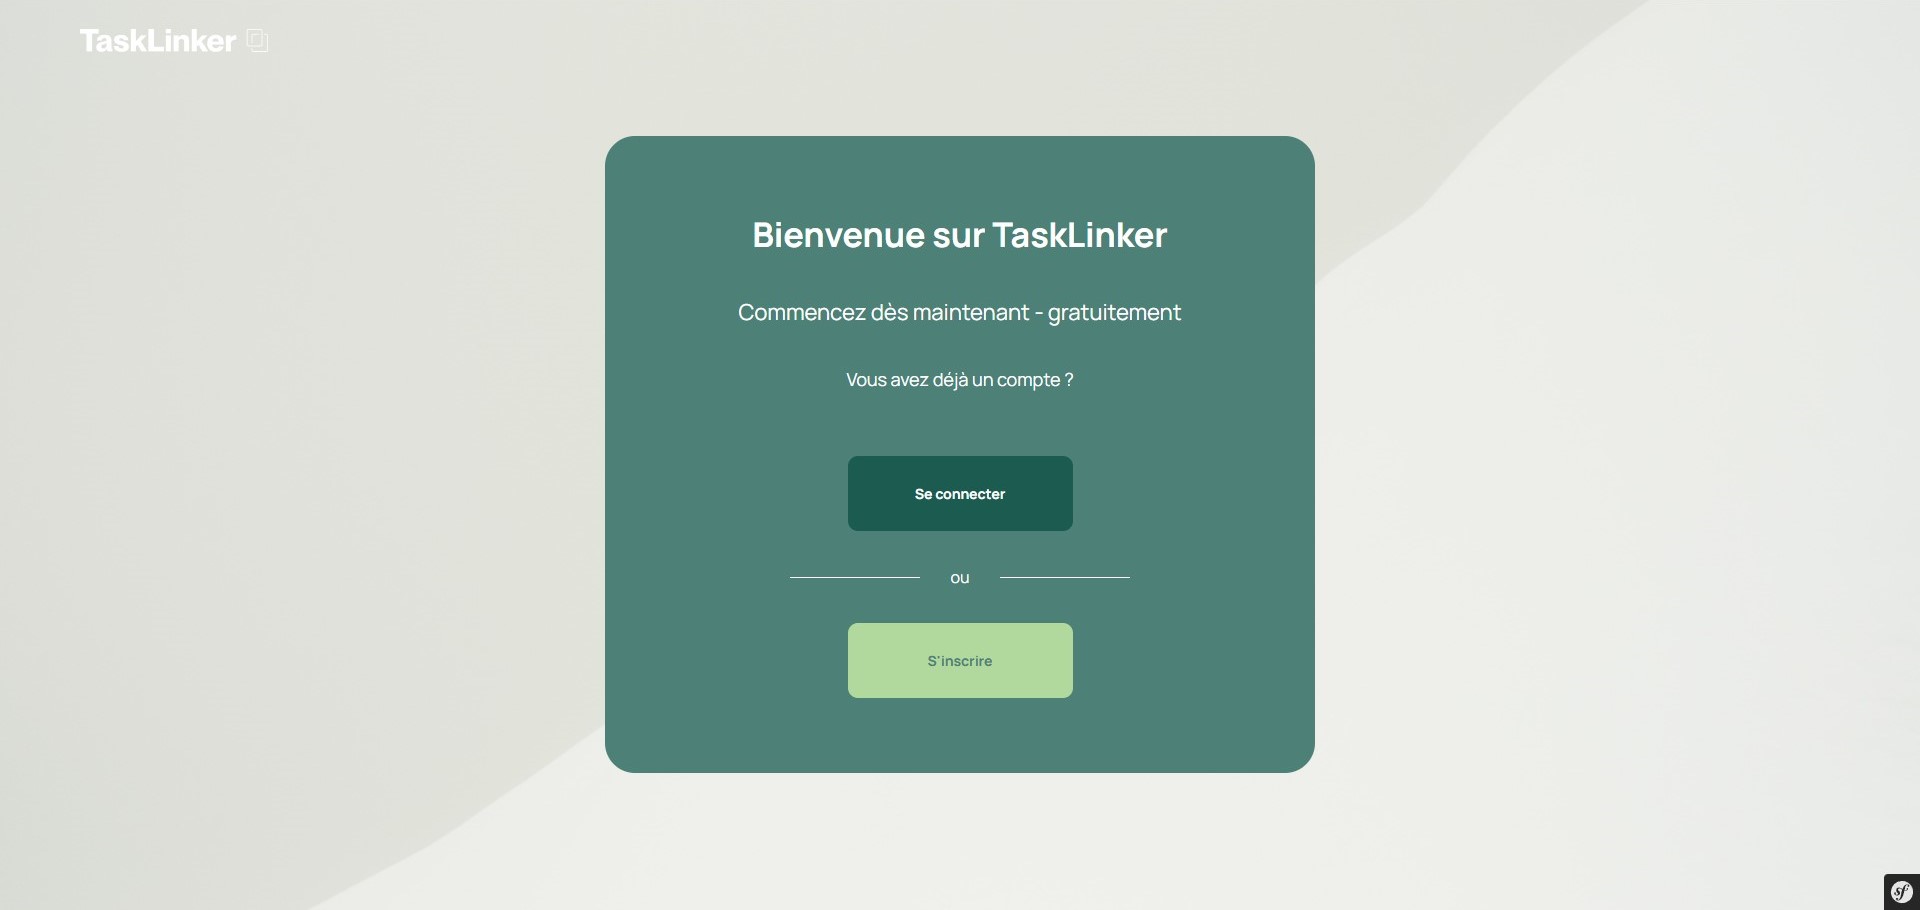 TaskLinker
Bienvenue sur TaskLinker
Commencez dès maintenant - gratuitement
Vous avez déjà un compte ?
Se connecter
ou
S'inscrire
sf